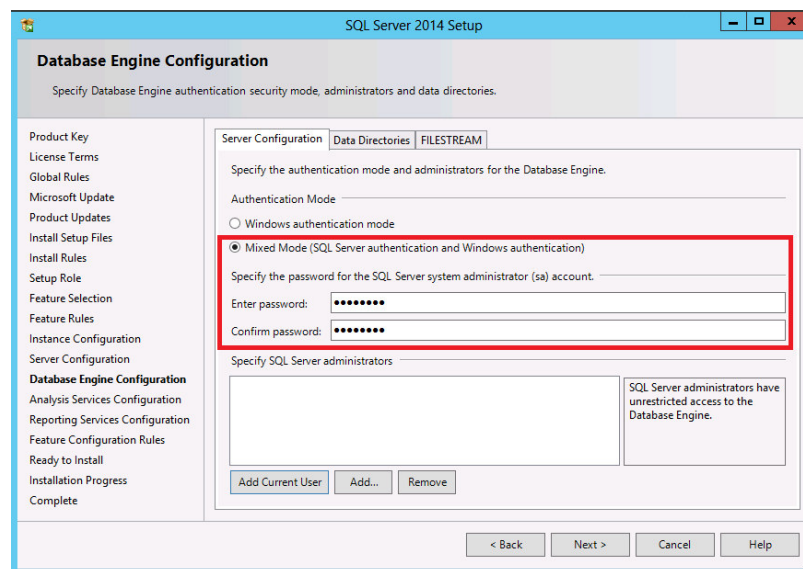 SQL Server 2014 Setup
Database Engine Configuration
Specify Database Engine authentication security mode, administrators and data directories.
Product Key
License Terms
Global Rules
Microsoft Update
Product Updates
Install Setup Files
Install Rules
Setup Role
Feature Selection
Feature Rules
Instance Configuration
Server Configuration
Database Engine Configuration
Analysis Services Configuration
Reporting Services Configuration
Feature Configuration Rules
Ready to Install
Installation Progress
Complete
Server Configuration Data Directories FILESTREAM
Specify the authentication mode and administrators for the Database Engine.
Authentication Mode
Windows authentication mode
Mixed Mode (SQL Server authentication and Windows authentication)
Specify the password for the SQL Server system administrator (sa) account.
Enter password: ●●●●●●●●
Confirm password: ●●●●●●●●
Specify SQL Server administrators
SQL Server administrators have
unrestricted access to the
Database Engine.
Add Current User Add... Remove
< Back Next > Cancel Help